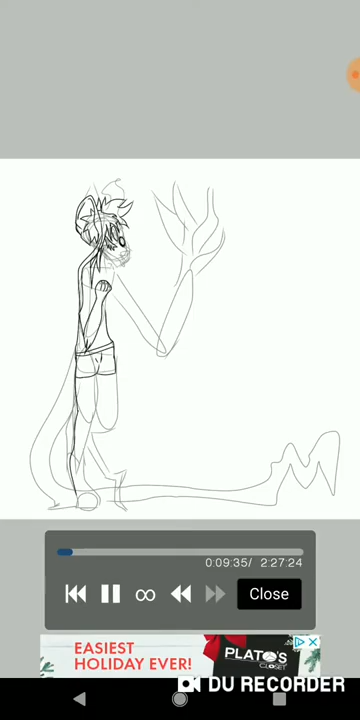 0:09:35/ 2:27:24
Close
EASIEST
HOLIDAY EVER!
PLATO'S
CLOSET
DU RECORDER